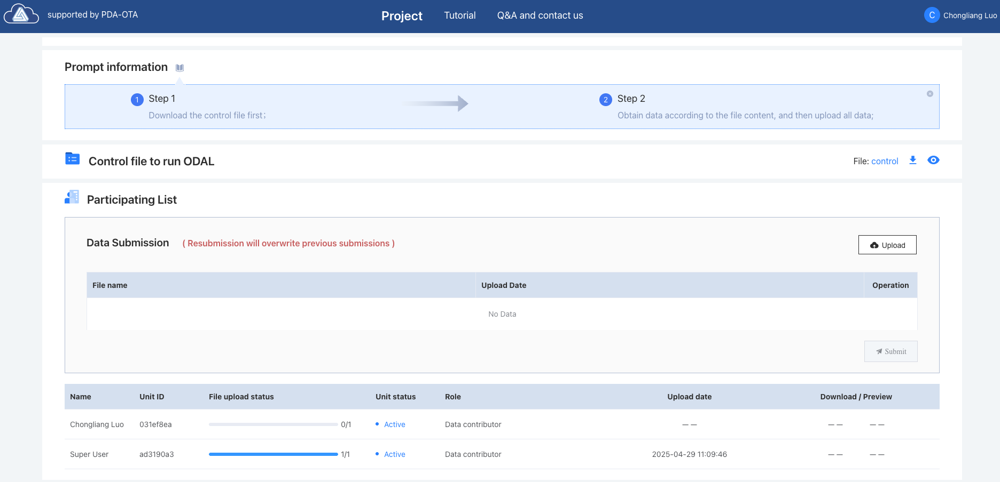 supported by PDA-OTA
Project Tutorial Q&A and contact us
C Chongliang Luo
Prompt information
1 Step 1
Download the control file first;
2 Step 2
Obtain data according to the file content, and then upload all data;
Control file to run ODAL
File: control
Participating List
Data Submission ( Resubmission will overwrite previous submissions )
Upload
File name Upload Date Operation
No Data
Submit
Name Unit ID File upload status Unit status Role Upload date Download / Preview
Chongliang Luo 031ef8ea 0/1 Active Data contributor — — — — — —
Super User ad3190a3 1/1 Active Data contributor 2025-04-29 11:09:46 — — — —